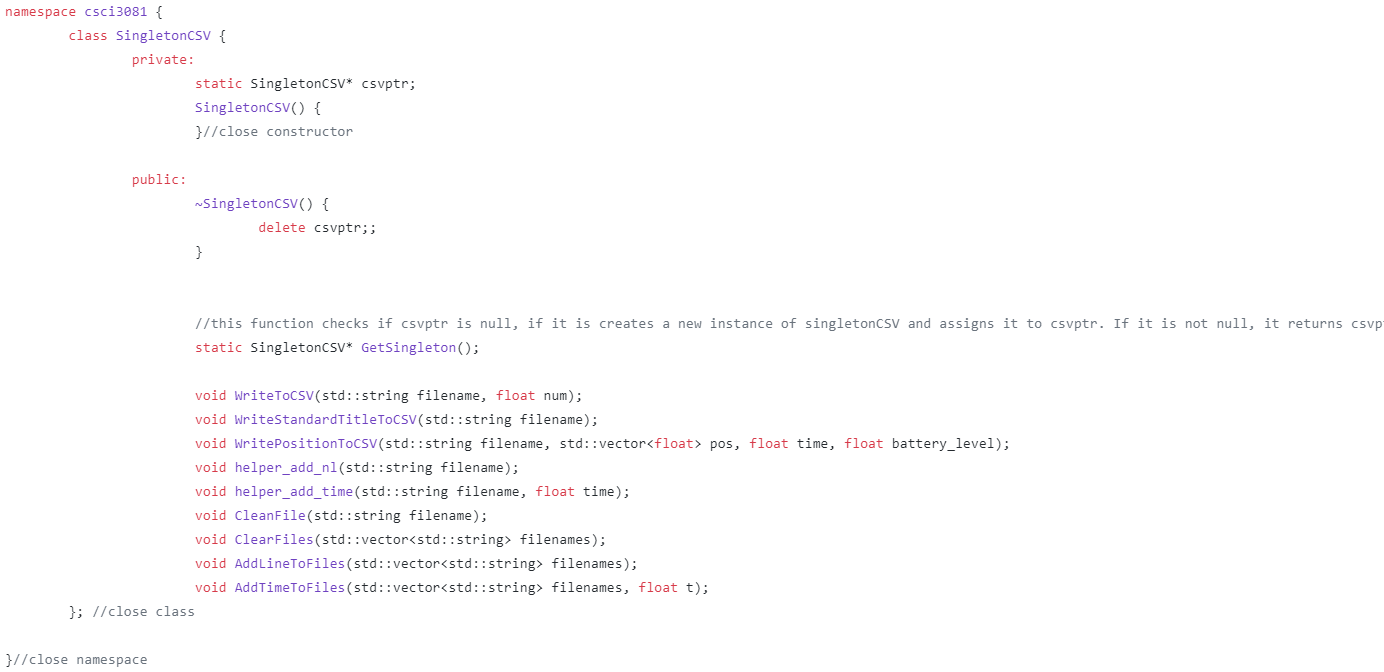 namespace csci3081 {
class SingletonCSV {
private:
static SingletonCSV* csvptr;
SingletonCSV() {
}//close constructor
public:
~SingletonCSV() {
delete csvptr;;
}
//this function checks if csvptr is null, if it is creates a new instance of singletonCSV and assigns it to csvptr. If it is not null, it returns csvp
static SingletonCSV* GetSingleton();
void WriteToCSV(std::string filename, float num);
void WriteStandardTitleToCSV(std::string filename);
void WritePositionToCSV(std::string filename, std::vector<float> pos, float time, float battery_level);
void helper_add_nl(std::string filename);
void helper_add_time(std::string filename, float time);
void CleanFile(std::string filename);
void ClearFiles(std::vector<std::string> filenames);
void AddLineToFiles(std::vector<std::string> filenames);
void AddTimeToFiles(std::vector<std::string> filenames, float t);
}; //close class
}//close namespace